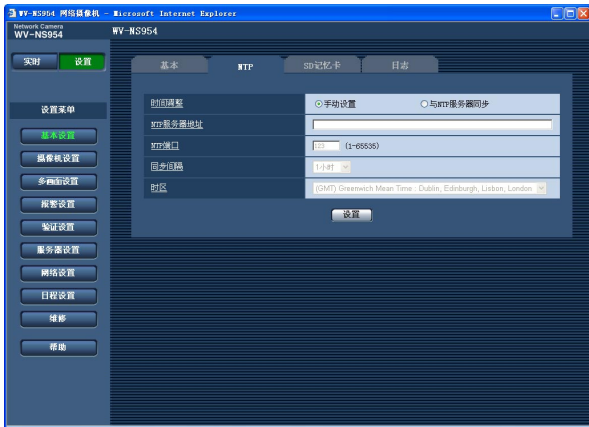 WV-NS954 网络摄像机 - Microsoft Internet Explorer
Network Camera
WV-NS954
WV-NS954
实时 设置
基本 NTP SD记忆卡 日志
设置菜单
基本设置
摄像机设置
多画面设置
报警设置
验证设置
服务器设置
网络设置
日程设置
维修
帮助
时间调整 手动设置 与NTP服务器同步
NTP服务器地址
NTP端口 123 (1-65535)
同步间隔 1小时
时区 (GMT) Greenwich Mean Time : Dublin, Edinburgh, Lisbon, London
设置